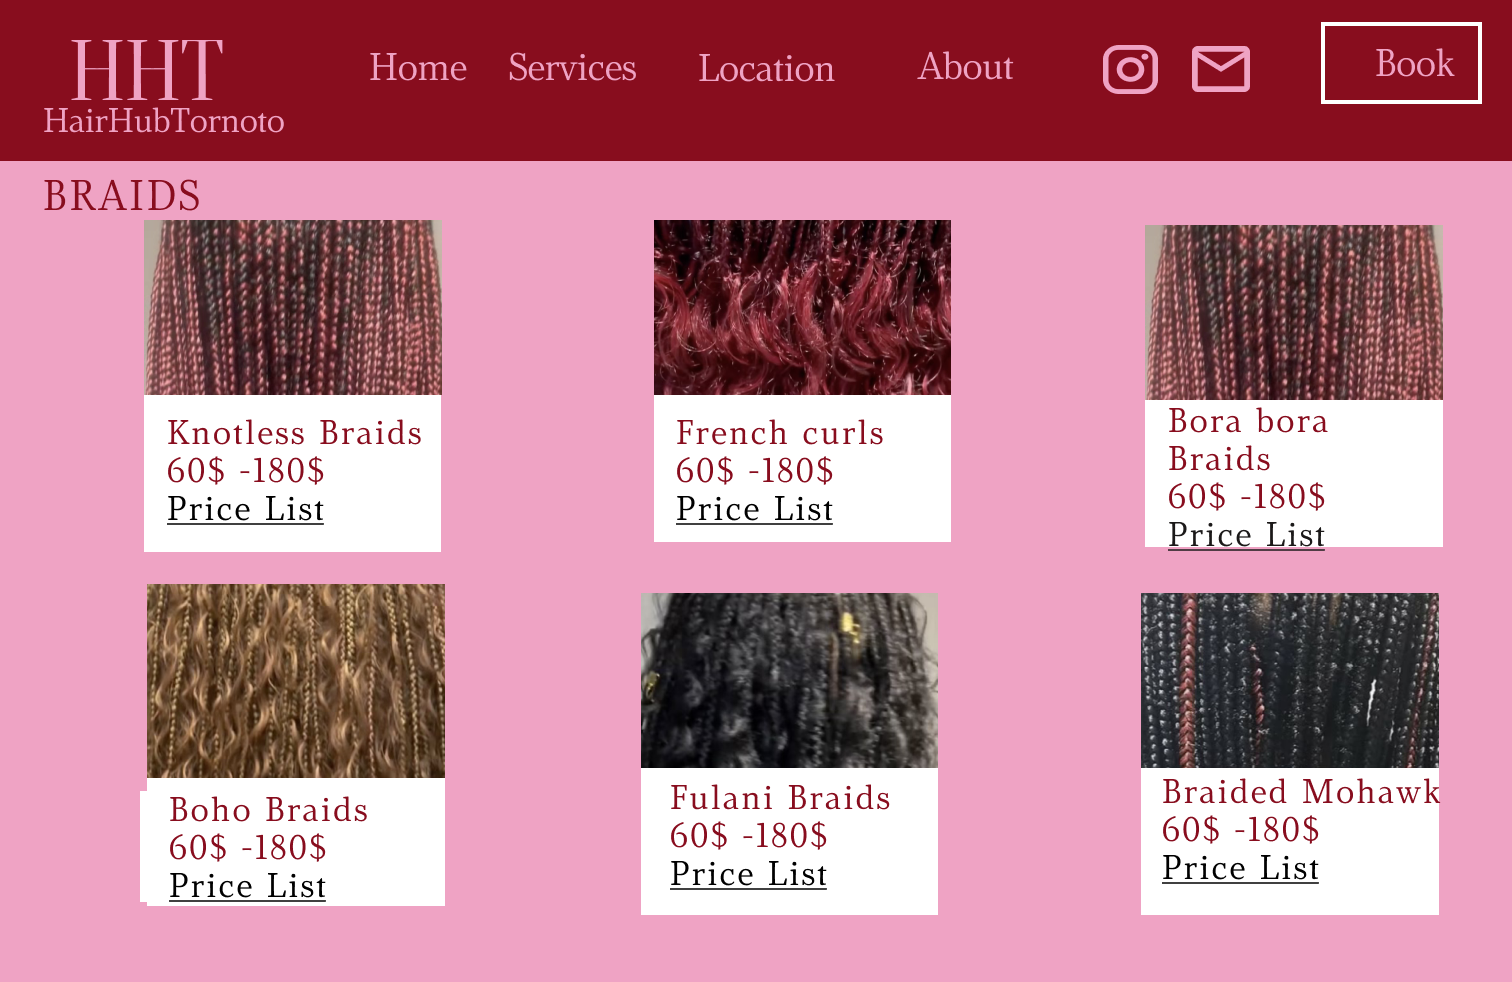 HHT
HairHubTornoto
Home Services Location About Book
BRAIDS
Knotless Braids
60$ -180$
Price List
French curls
60$ -180$
Price List
Bora bora
Braids
60$ -180$
Price List
Boho Braids
60$ -180$
Price List
Fulani Braids
60$ -180$
Price List
Braided Mohawk
60$ -180$
Price List